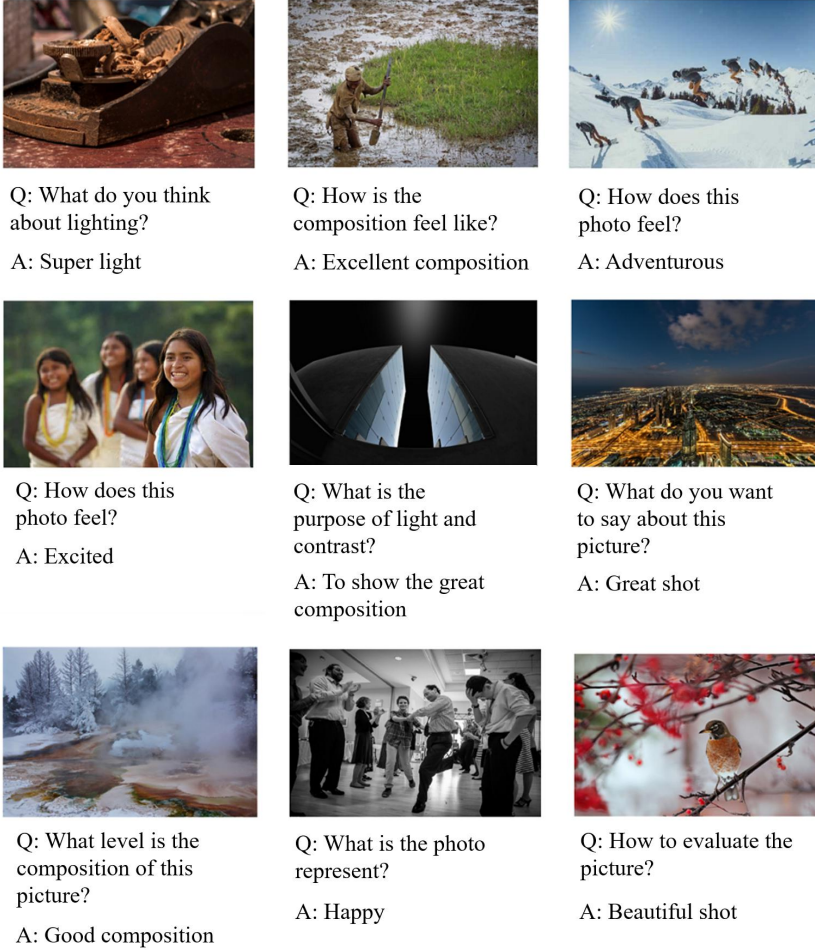 Q: What do you think
about lighting?
A: Super light
Q: How is the
composition feel like?
A: Excellent composition
Q: How does this
photo feel?
A: Adventurous
Q: How does this
photo feel?
A: Excited
Q: What is the
purpose of light and
contrast?
A: To show the great
composition
Q: What do you want
to say about this
picture?
A: Great shot
Q: What level is the
composition of this
picture?
A: Good composition
Q: What is the photo
represent?
A: Happy
Q: How to evaluate the
picture?
A: Beautiful shot